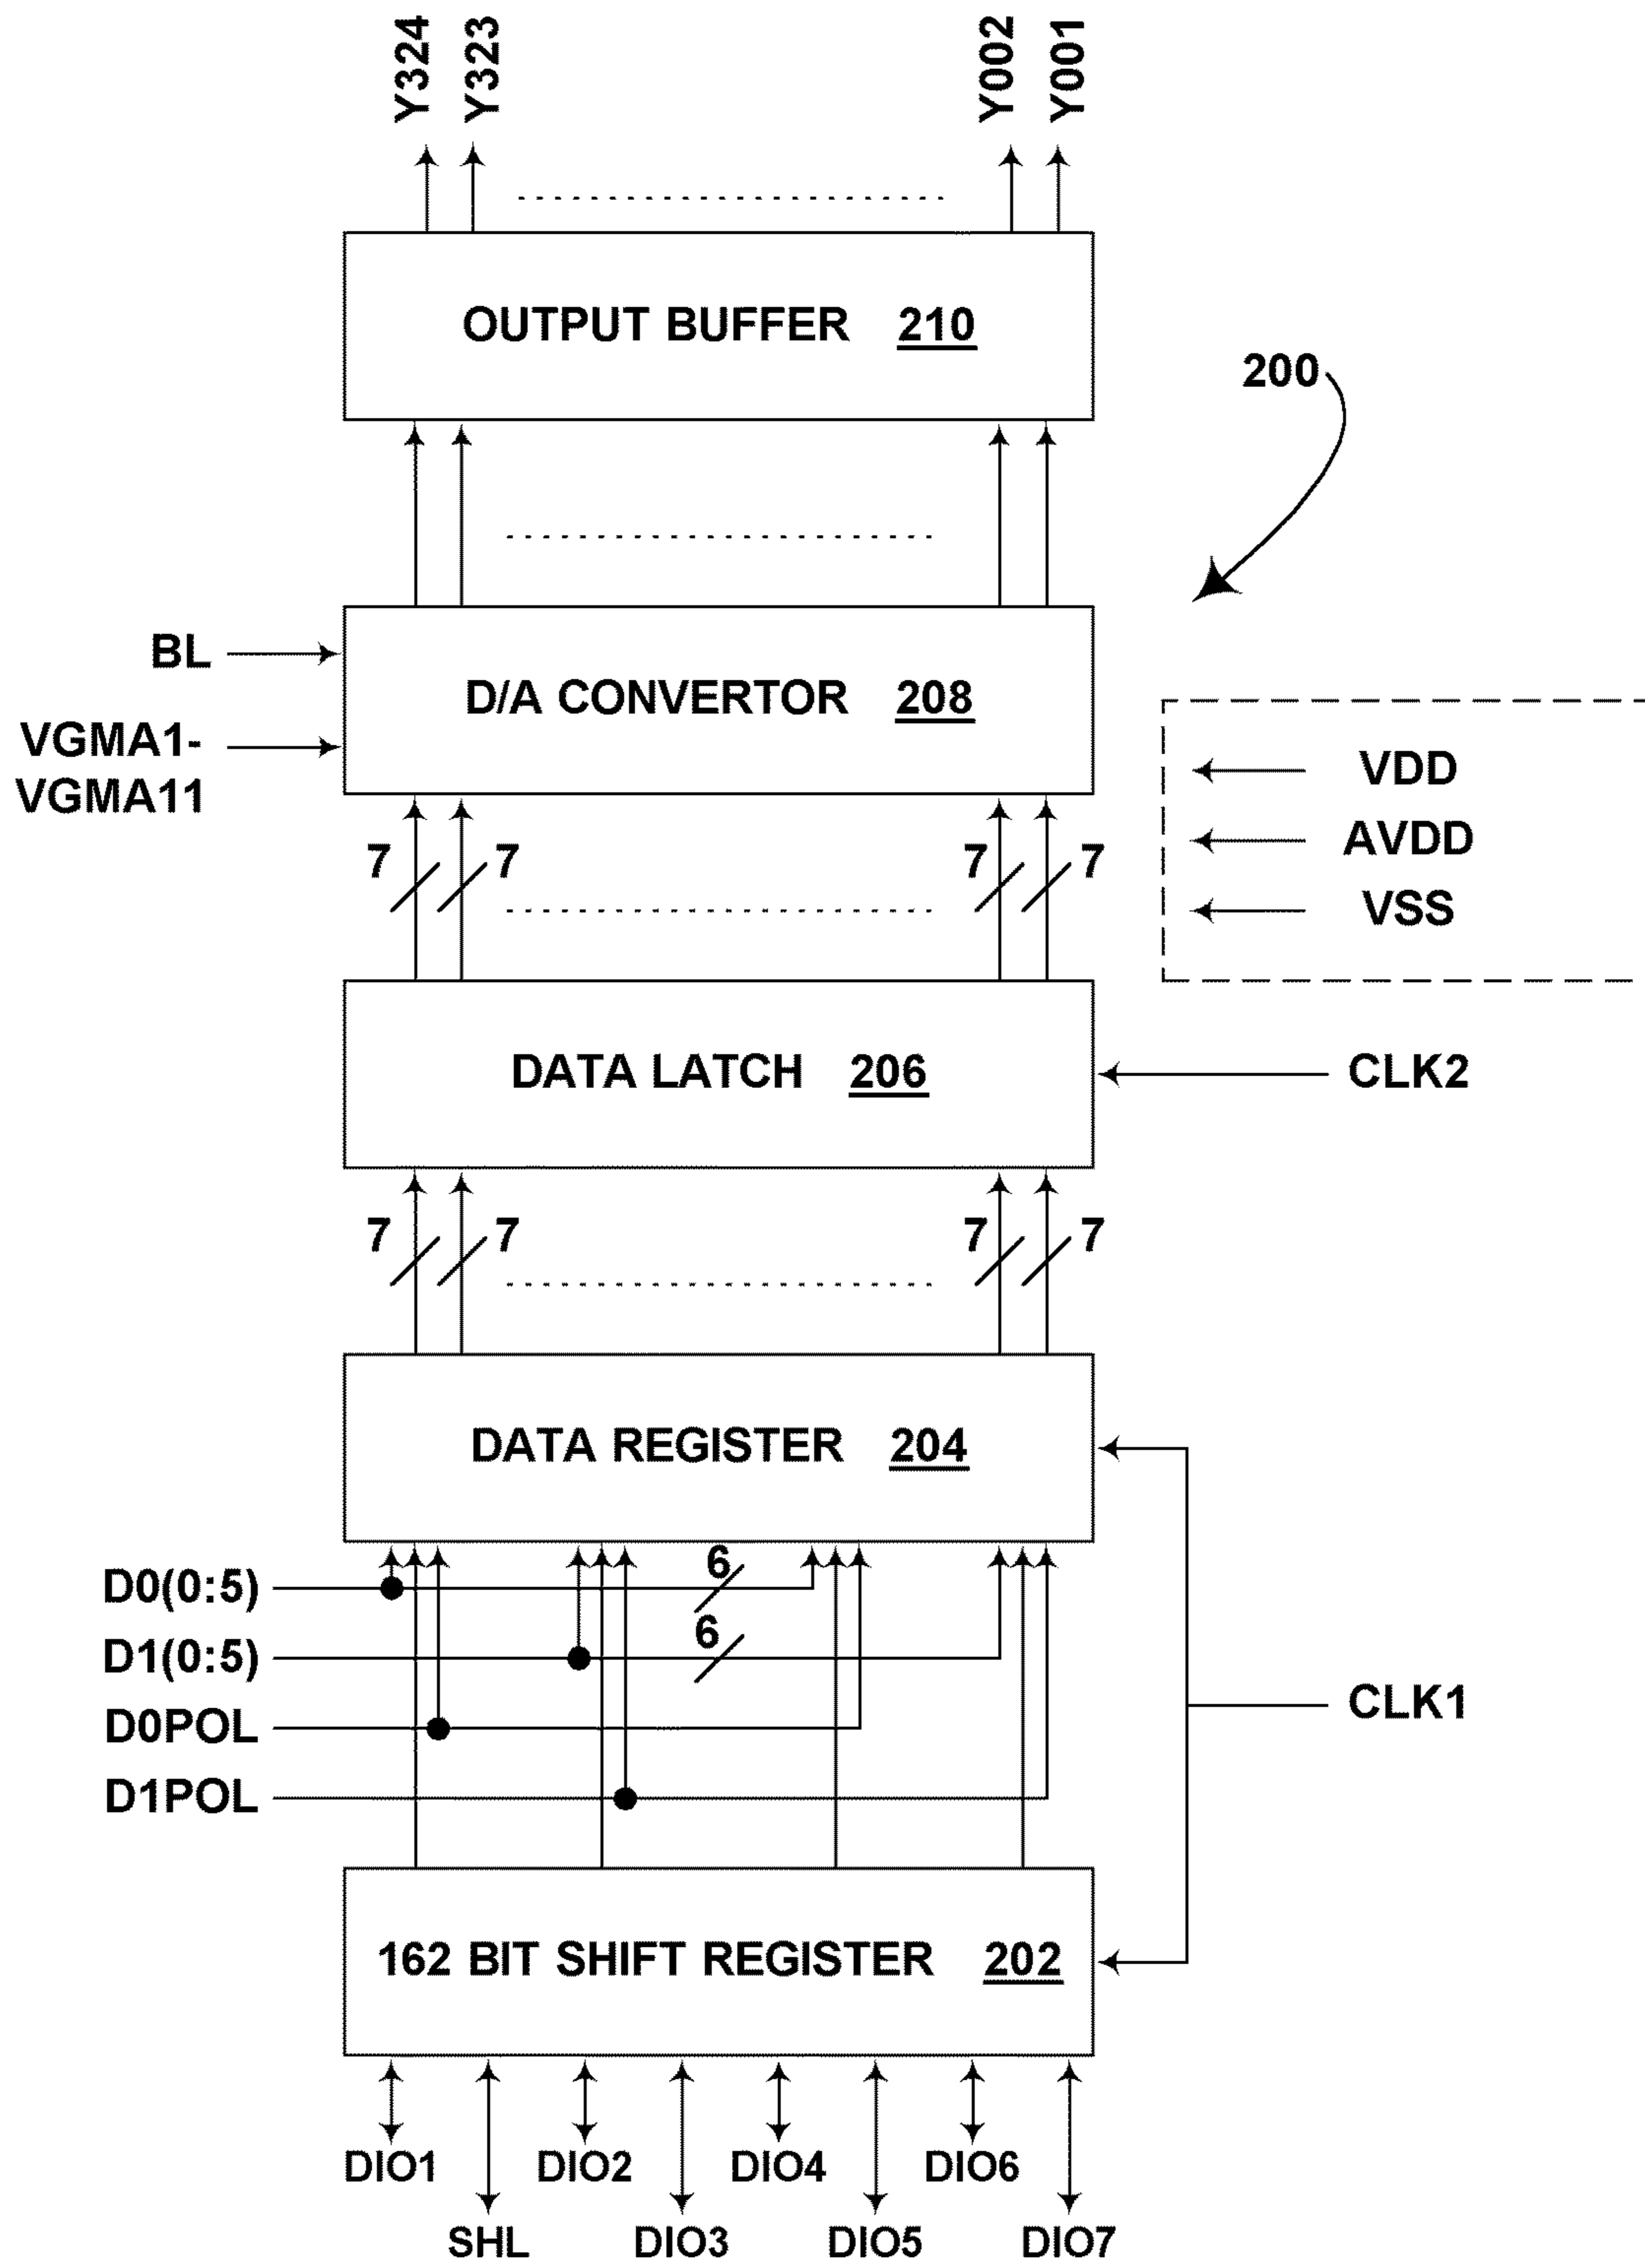 Y324
Y323
Y002
Y001
OUTPUT BUFFER 210
200
BL
D/A CONVERTOR 208
VGMA1-
VGMA11
VDD
AVDD
VSS
7 7 7 7
DATA LATCH 206
CLK2
7 7 7 7
DATA REGISTER 204
D0(0:5)
6
D1(0:5)
6
D0POL
D1POL
CLK1
162 BIT SHIFT REGISTER 202
DIO1 DIO2 DIO4 DIO6
SHL DIO3 DIO5 DIO7